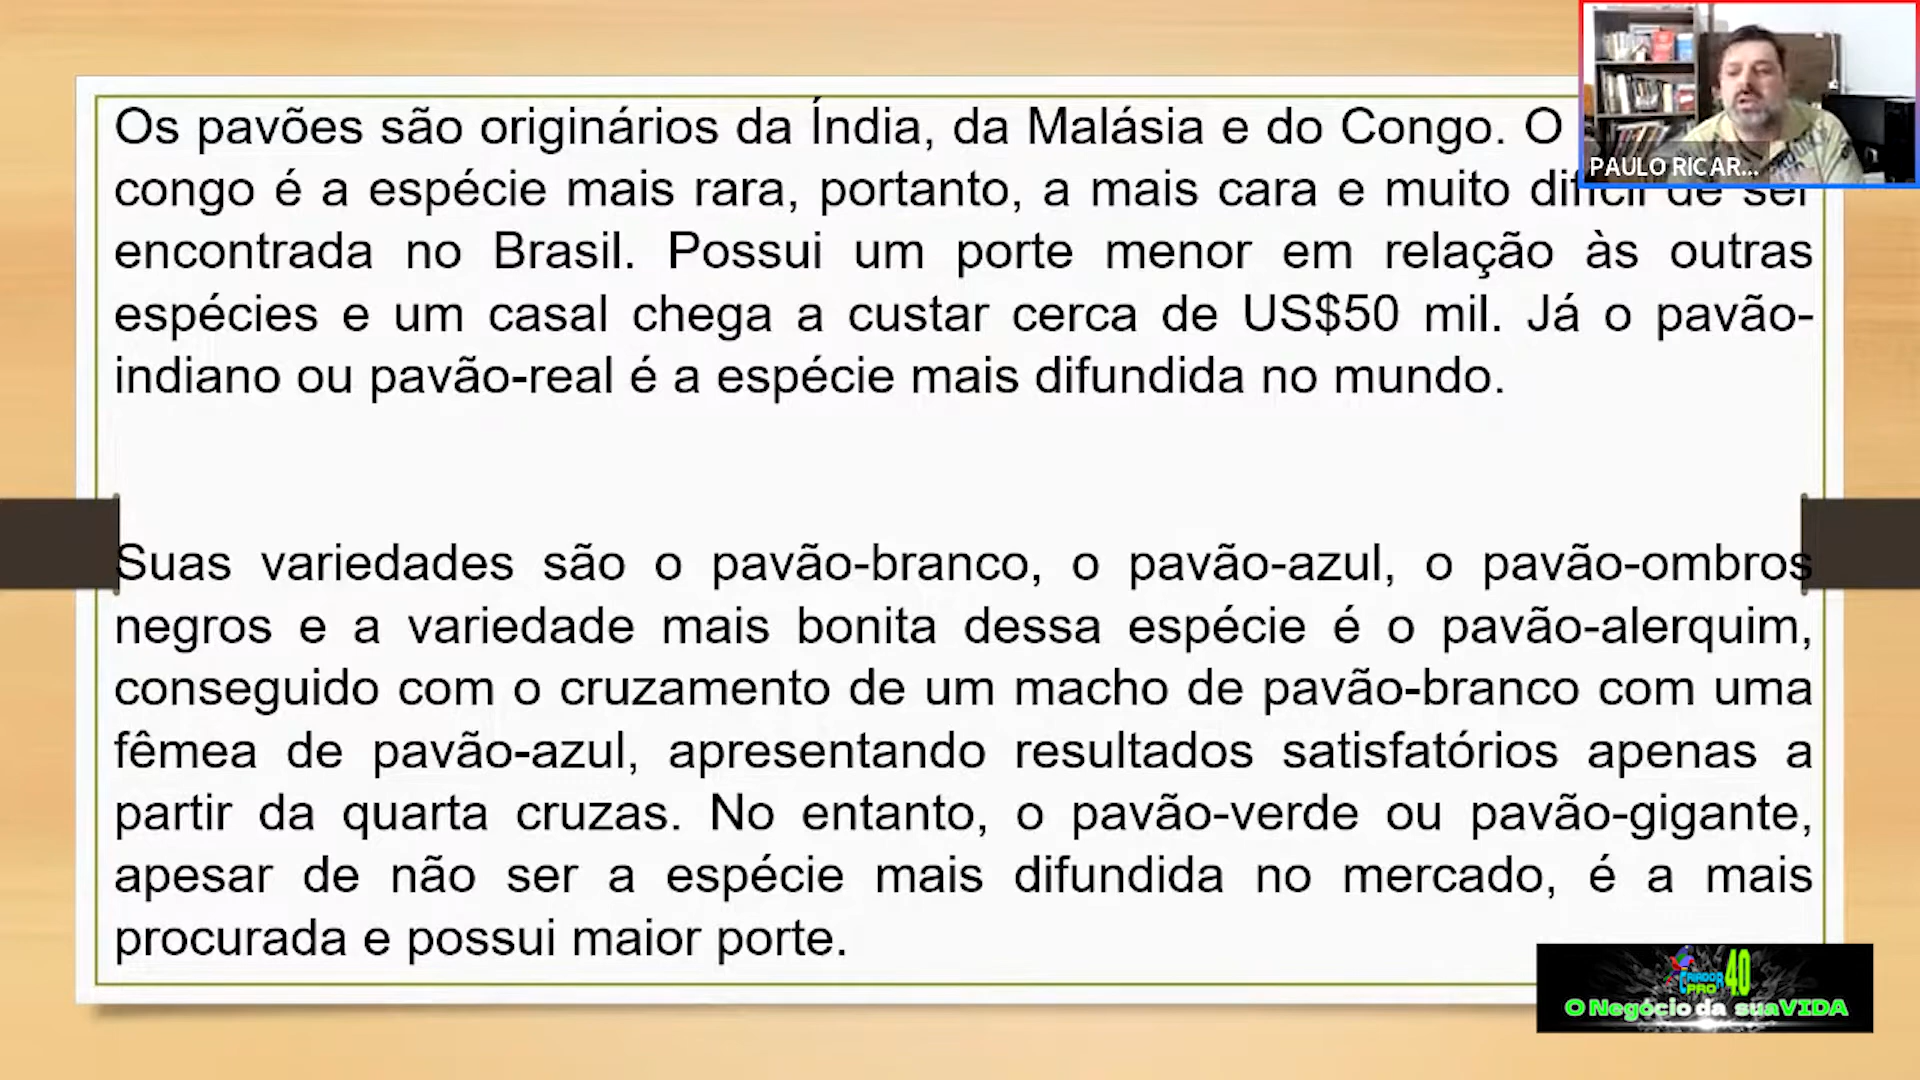 Os pavões são originários da Índia, da Malásia e do Congo. O
congo é a espécie mais rara, portanto, a mais cara e muito difícil de ser
encontrada no Brasil. Possui um porte menor em relação às outras
espécies e um casal chega a custar cerca de US$50 mil. Já o pavão-
indiano ou pavão-real é a espécie mais difundida no mundo.
Suas variedades são o pavão-branco, o pavão-azul, o pavão-ombros
negros e a variedade mais bonita dessa espécie é o pavão-alerquim,
conseguido com o cruzamento de um macho de pavão-branco com uma
fêmea de pavão-azul, apresentando resultados satisfatórios apenas a
partir da quarta cruzas. No entanto, o pavão-verde ou pavão-gigante,
apesar de não ser a espécie mais difundida no mercado, é a mais
procurada e possui maior porte.
PAULO RICAR...
CRIADOR PRO 40
O Negócio da suaVIDA